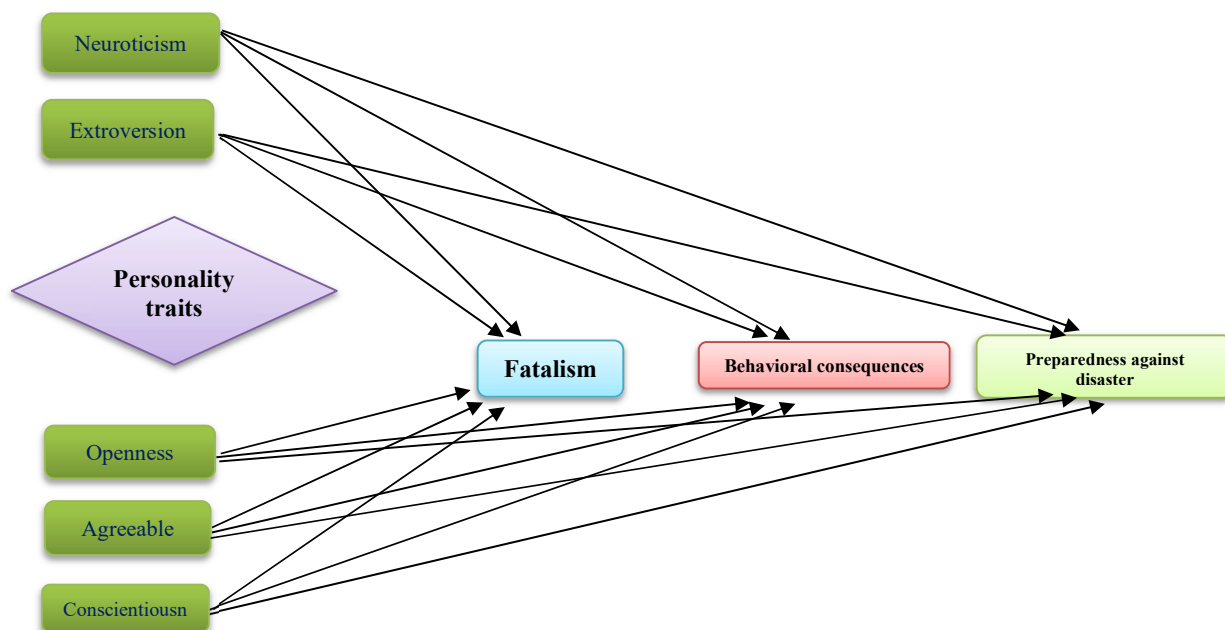 Neuroticism
Extroversion
Personality
traits
Fatalism
Behavioral consequences
Preparedness against
disaster
Openness
Agreeable
Conscientiousn